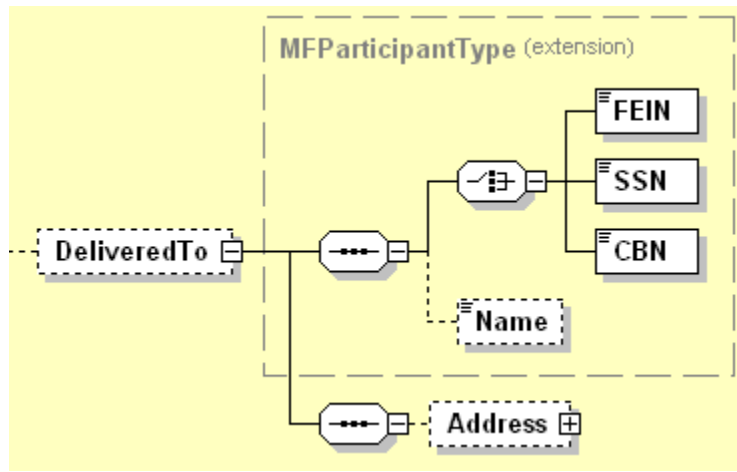 MFParticipantType (extension)
FEIN
SSN
DeliveredTo
CBN
Name
Address